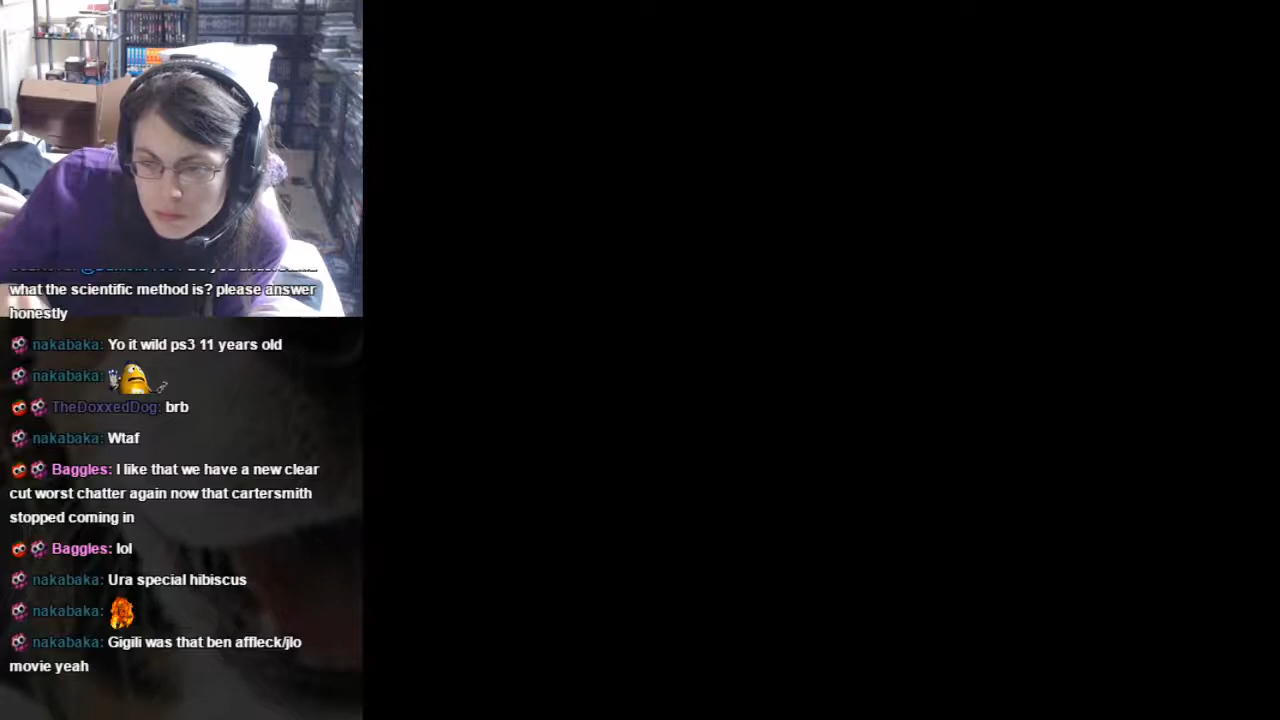 what the scientific method is? please answer
honestly
nakabaka: Yo it wild ps3 11 years old
nakabaka:
TheDoxxedDog: brb
nakabaka: Wtaf
Baggles: I like that we have a new clear
cut worst chatter again now that cartersmith
stopped coming in
Baggles: lol
nakabaka: Ura special hibiscus
nakabaka:
nakabaka: Gigili was that ben affleck/jlo
movie yeah